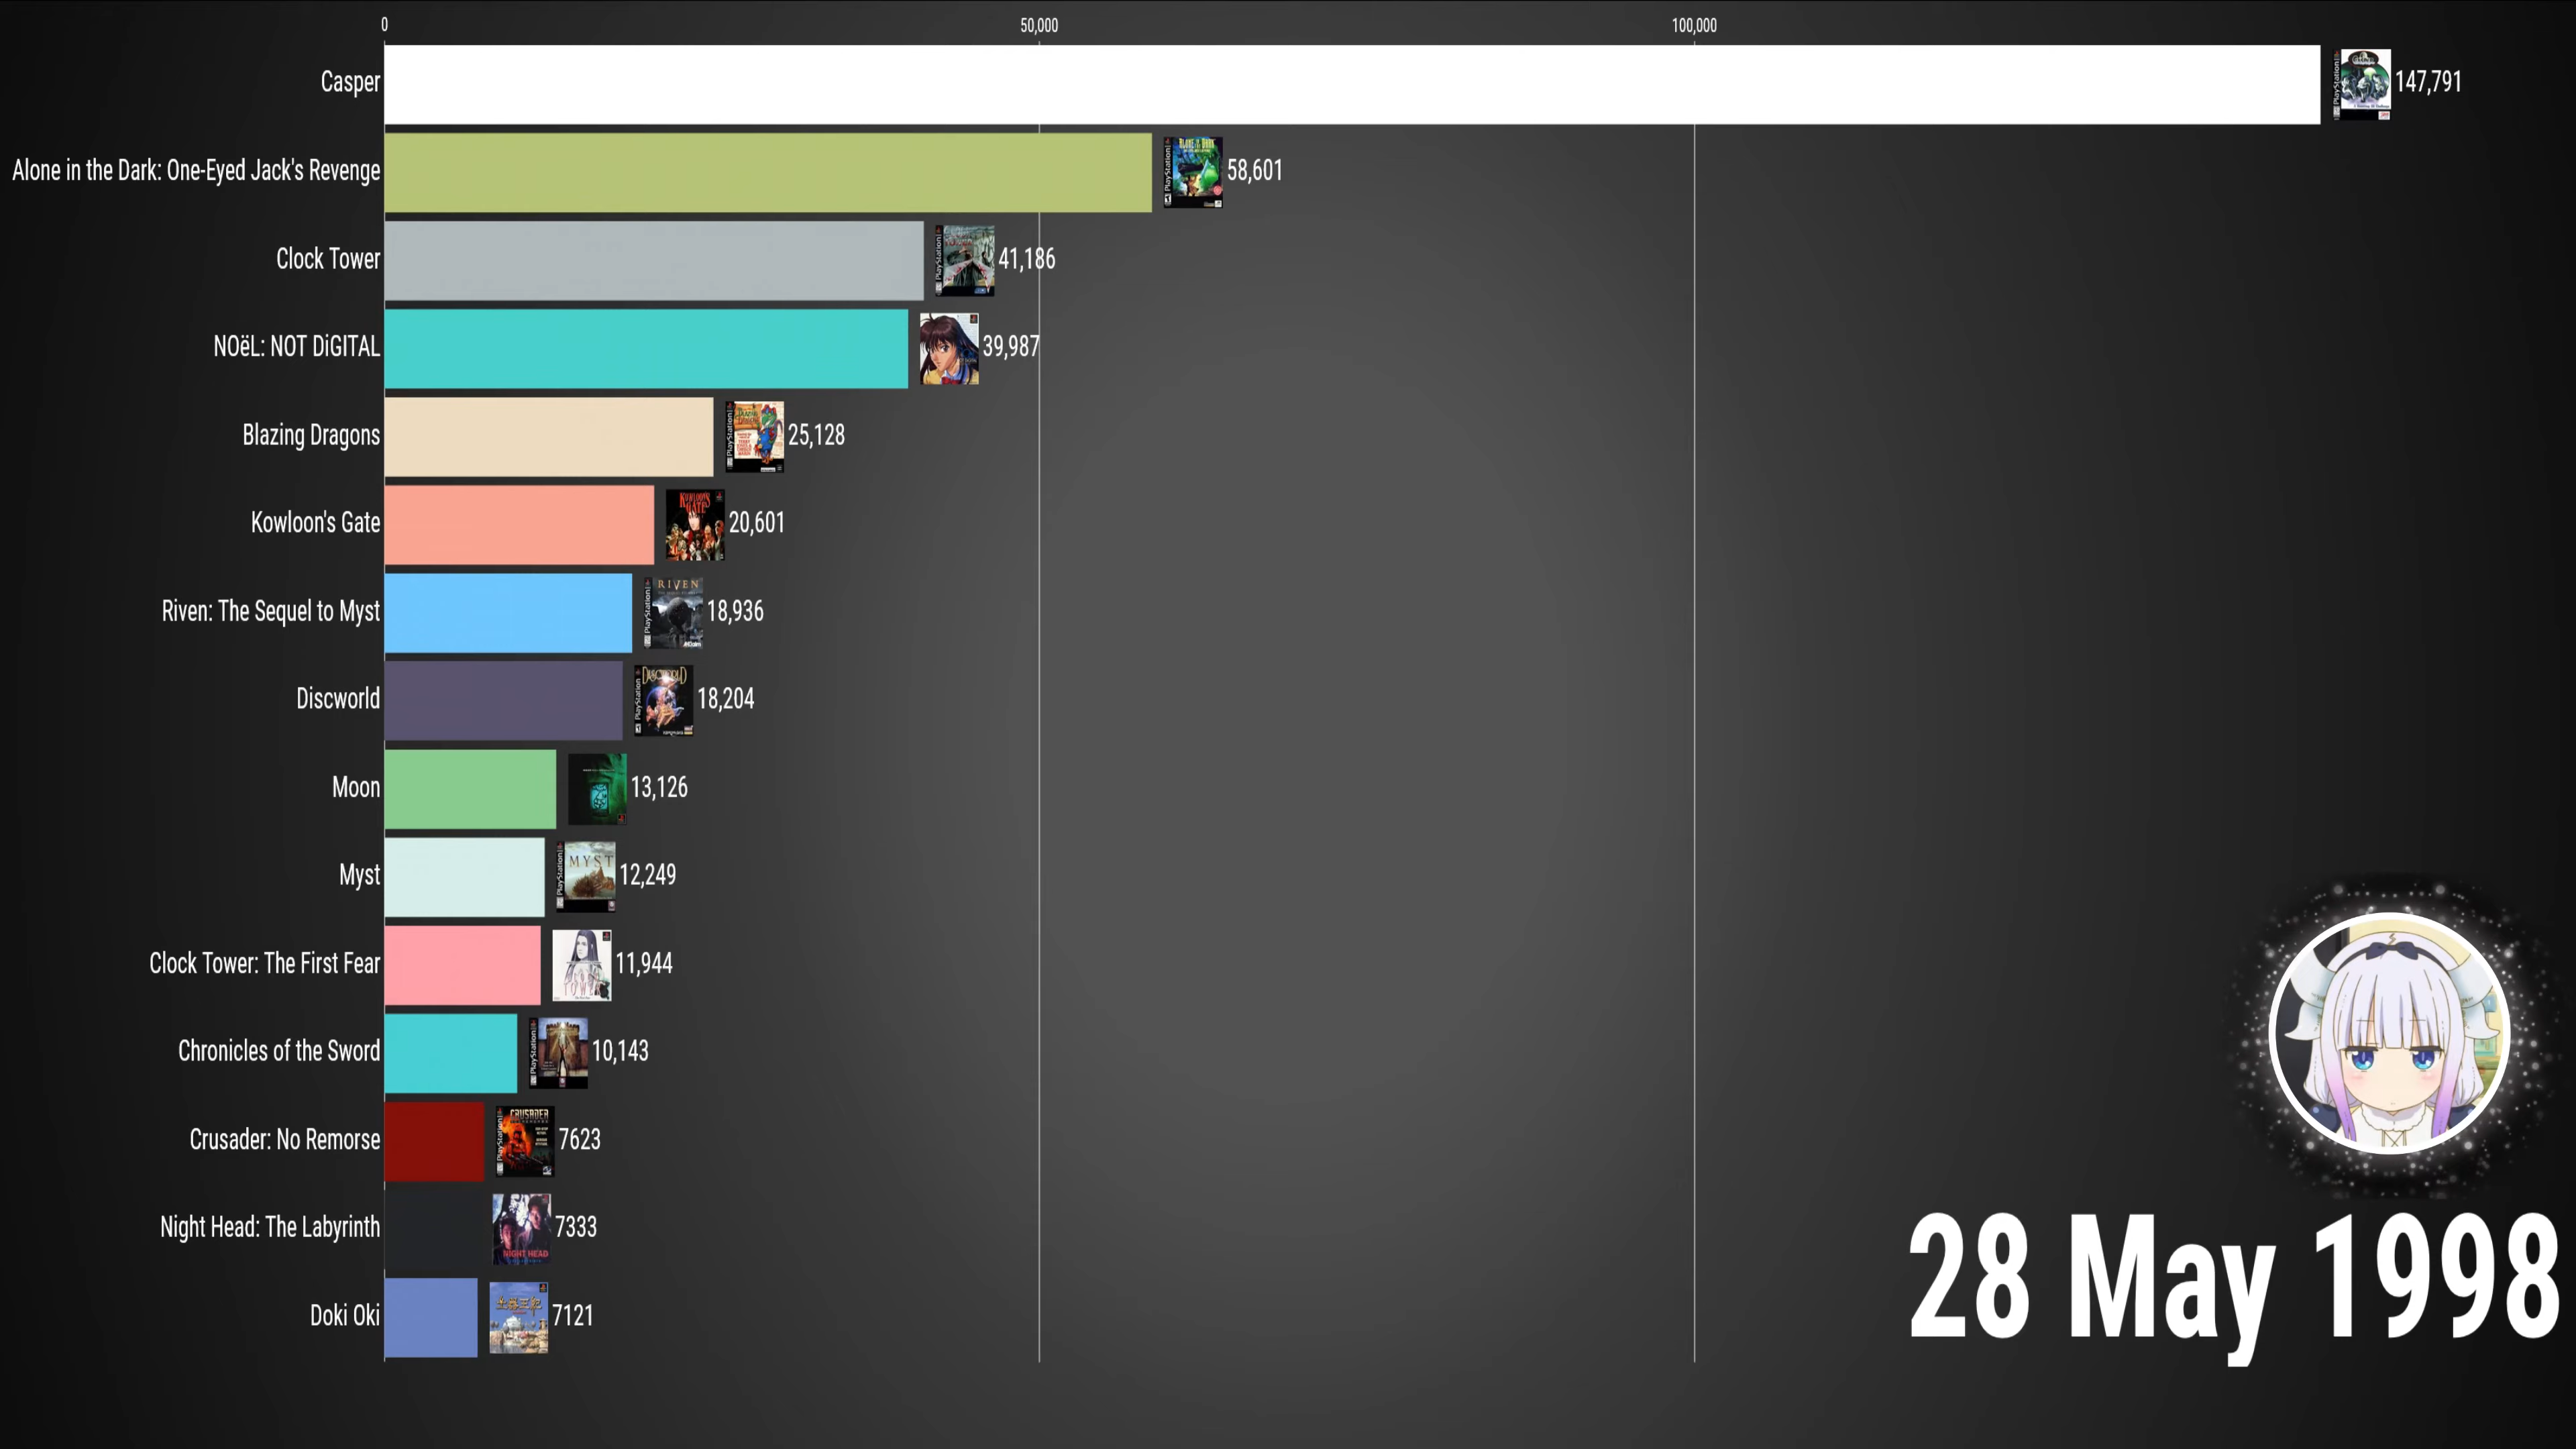 0
50,000
100,000
Casper
147,791
Alone in the Dark: One-Eyed Jack's Revenge
58,601
Clock Tower
41,186
NOëL: NOT DiGITAL
39,987
Blazing Dragons
25,128
Kowloon's Gate
20,601
Riven: The Sequel to Myst
RIVEN
18,936
Discworld
18,204
Moon
13,126
Myst
MYST
12,249
Clock Tower: The First Fear
11,944
Chronicles of the Sword
10,143
Crusader: No Remorse
CRUSADER
7623
Night Head: The Labyrinth
NIGHT HEAD
7333
Doki Oki
7121
28 May 1998